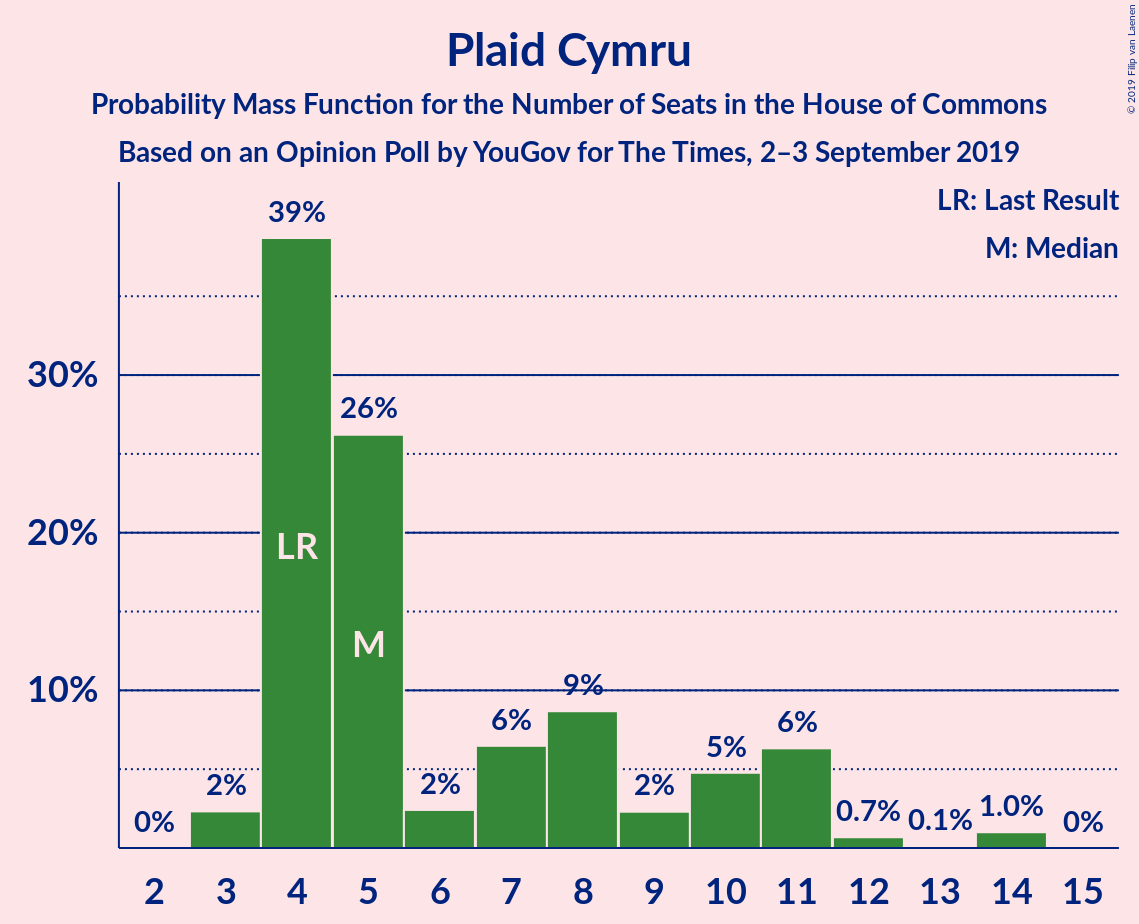 Plaid Cymru
Probability Mass Function for the Number of Seats in the House of Commons
Based on an Opinion Poll by YouGov for The Times, 2–3 September 2019
© 2019 Filip van Laenen
LR: Last Result
M: Median
39%
30%
26%
20%
LR
M
10%
9%
6%
6%
5%
2%
2%
2%
0%
0.7%
0.1%
1.0%
0%
2 3 4 5 6 7 8 9 10 11 12 13 14 15